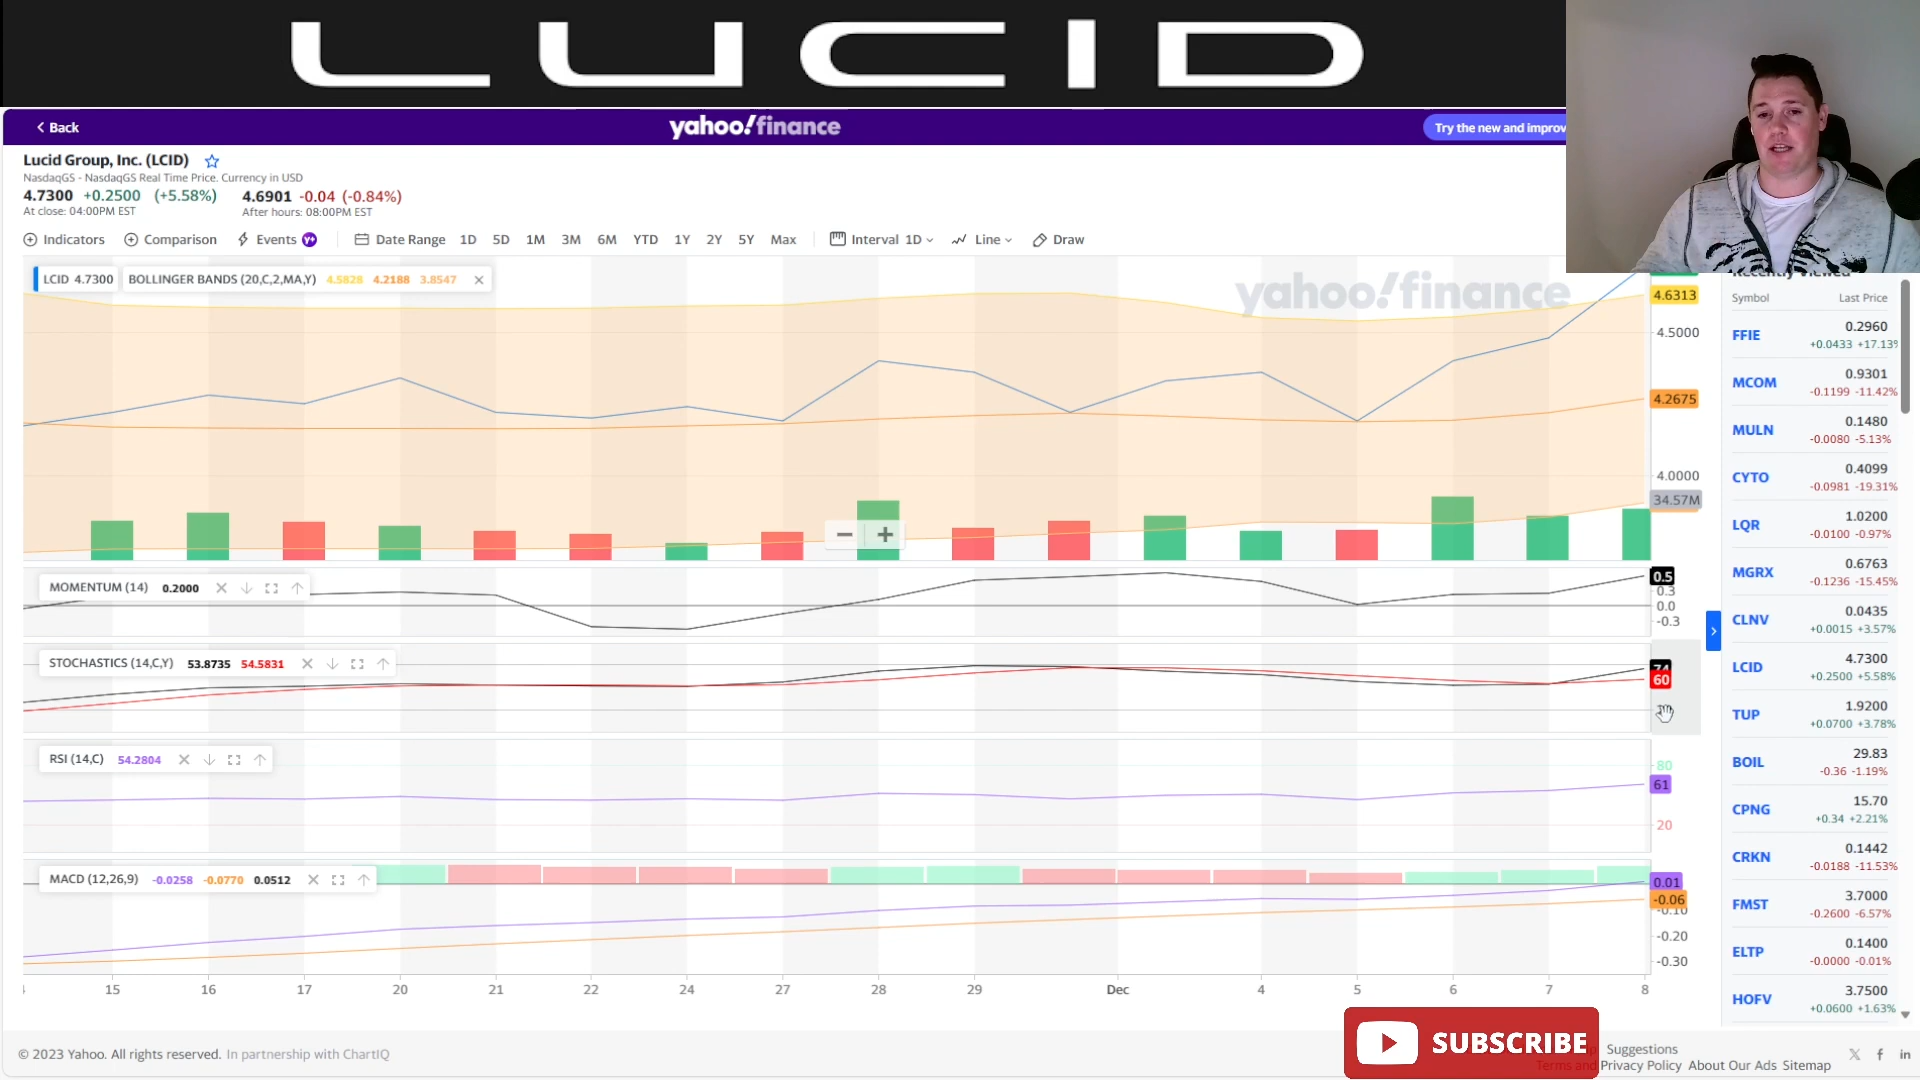 LUCID
Back
yahoo!finance
Try the new and improv
Lucid Group, Inc. (LCID)
NasdaqGS - NasdaqGS Real Time Price. Currency in USD
4.7300 +0.2500 (+5.58%) 4.6901 -0.04 (-0.84%)
At close: 04:00PM EST After hours: 08:00PM EST
Indicators Comparison Events Y+ Date Range 1D 5D 1M 3M 6M YTD 1Y 2Y 5Y Max Interval 1D Line Draw
LCID 4.7300 BOLLINGER BANDS (20,C,2,MA,Y) 4.5828 4.2188 3.8547
yahoo!finance
4.6313
4.5000
4.2675
4.0000
34.57M
MOMENTUM (14) 0.2000
0.5
0.3
0.0
-0.3
STOCHASTICS (14,C,Y) 53.8735 54.5831
74
60
RSI (14,C) 54.2804
80
61
20
MACD (12,26,9) -0.0258 -0.0770 0.0512
0.01
-0.06
-0.10
-0.20
-0.30
15 16 17 20 21 22 24 27 28 29 Dec 4 5 6 7 8
Recently Viewed
Symbol Last Price
FFIE 0.2960
+0.0433 +17.13%
MCOM 0.9301
-0.1199 -11.42%
MULN 0.1480
-0.0080 -5.13%
CYTO 0.4099
-0.0981 -19.31%
LQR 1.0200
-0.0100 -0.97%
MGRX 0.6763
-0.1236 -15.45%
CLNV 0.0435
+0.0015 +3.57%
LCID 4.7300
+0.2500 +5.58%
TUP 1.9200
+0.0700 +3.78%
BOIL 29.83
-0.36 -1.19%
CPNG 15.70
+0.34 +2.21%
CRKN 0.1442
-0.0188 -11.53%
FMST 3.7000
-0.2600 -6.57%
ELTP 0.1400
-0.0000 -0.01%
HOFV 3.7500
+0.0600 +1.63%
SUBSCRIBE
© 2023 Yahoo. All rights reserved. In partnership with ChartIQ
Suggestions
Terms and Privacy Policy About Our Ads Sitemap